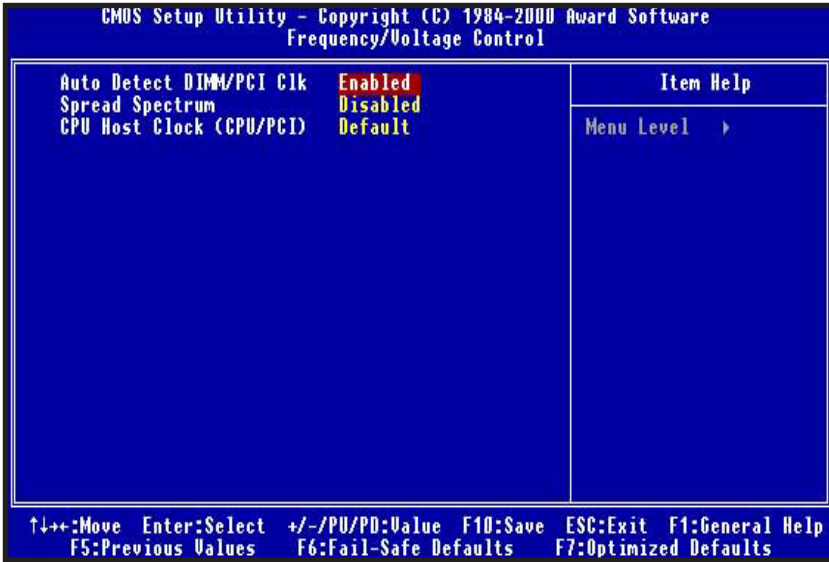 CMOS Setup Utility - Copyright (C) 1984-2000 Award Software
Frequency/Voltage Control
Auto Detect DIMM/PCI Clk Enabled
Spread Spectrum Disabled
CPU Host Clock (CPU/PCI) Default
Item Help
Menu Level ▸
↑↓→←:Move Enter:Select +/-/PU/PD:Value F10:Save ESC:Exit F1:General Help
F5:Previous Values F6:Fail-Safe Defaults F7:Optimized Defaults